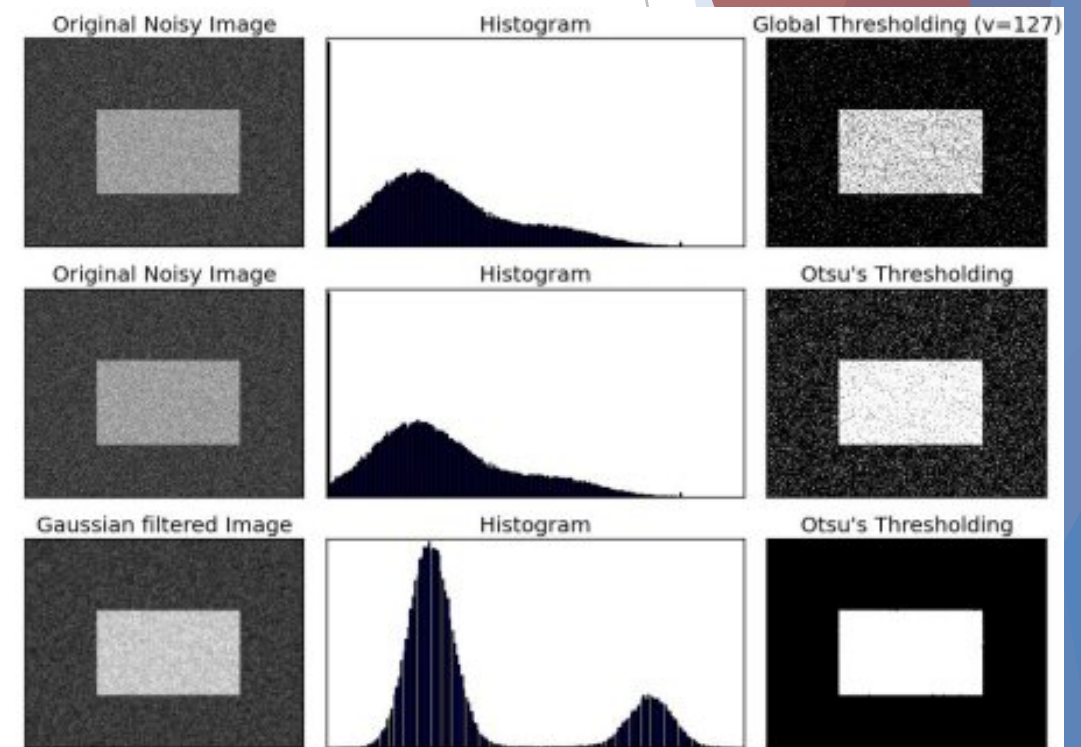 Original Noisy Image
Histogram
Global Thresholding (v=127)
Original Noisy Image
Histogram
Otsu's Thresholding
Gaussian filtered Image
Histogram
Otsu's Thresholding